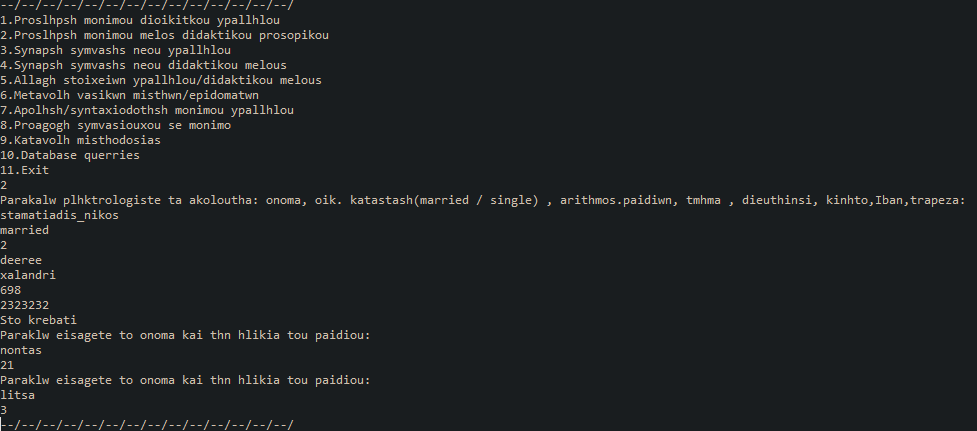 --/--/--/--/--/--/--/--/--/--/--/--/--/--/
1.Proslhpsh monimou dioikitkou ypallhlou
2.Proslhpsh monimou melos didaktikou prosopikou
3.Synapsh symvashs neou ypallhlou
4.Synapsh symvashs neou didaktikou melous
5.Allagh stoixeiwn ypallhlou/didaktikou melous
6.Metavolh vasikwn misthwn/epidomatwn
7.Apolhsh/syntaxiodothsh monimou ypallhlou
8.Proagogh symvasiouxou se monimo
9.Katavolh misthodosias
10.Database querries
11.Exit
2
Parakalw plhktrologiste ta akoloutha: onoma, oik. katastash(married / single) , arithmos.paidiwn, tmhma , dieuthinsi, kinhto,Iban,trapeza:
stamatiadis_nikos
married
2
deeree
xalandri
698
2323232
Sto krebati
Paraklw eisagete to onoma kai thn hlikia tou paidiou:
nontas
21
Paraklw eisagete to onoma kai thn hlikia tou paidiou:
litsa
3
--/--/--/--/--/--/--/--/--/--/--/--/--/--/